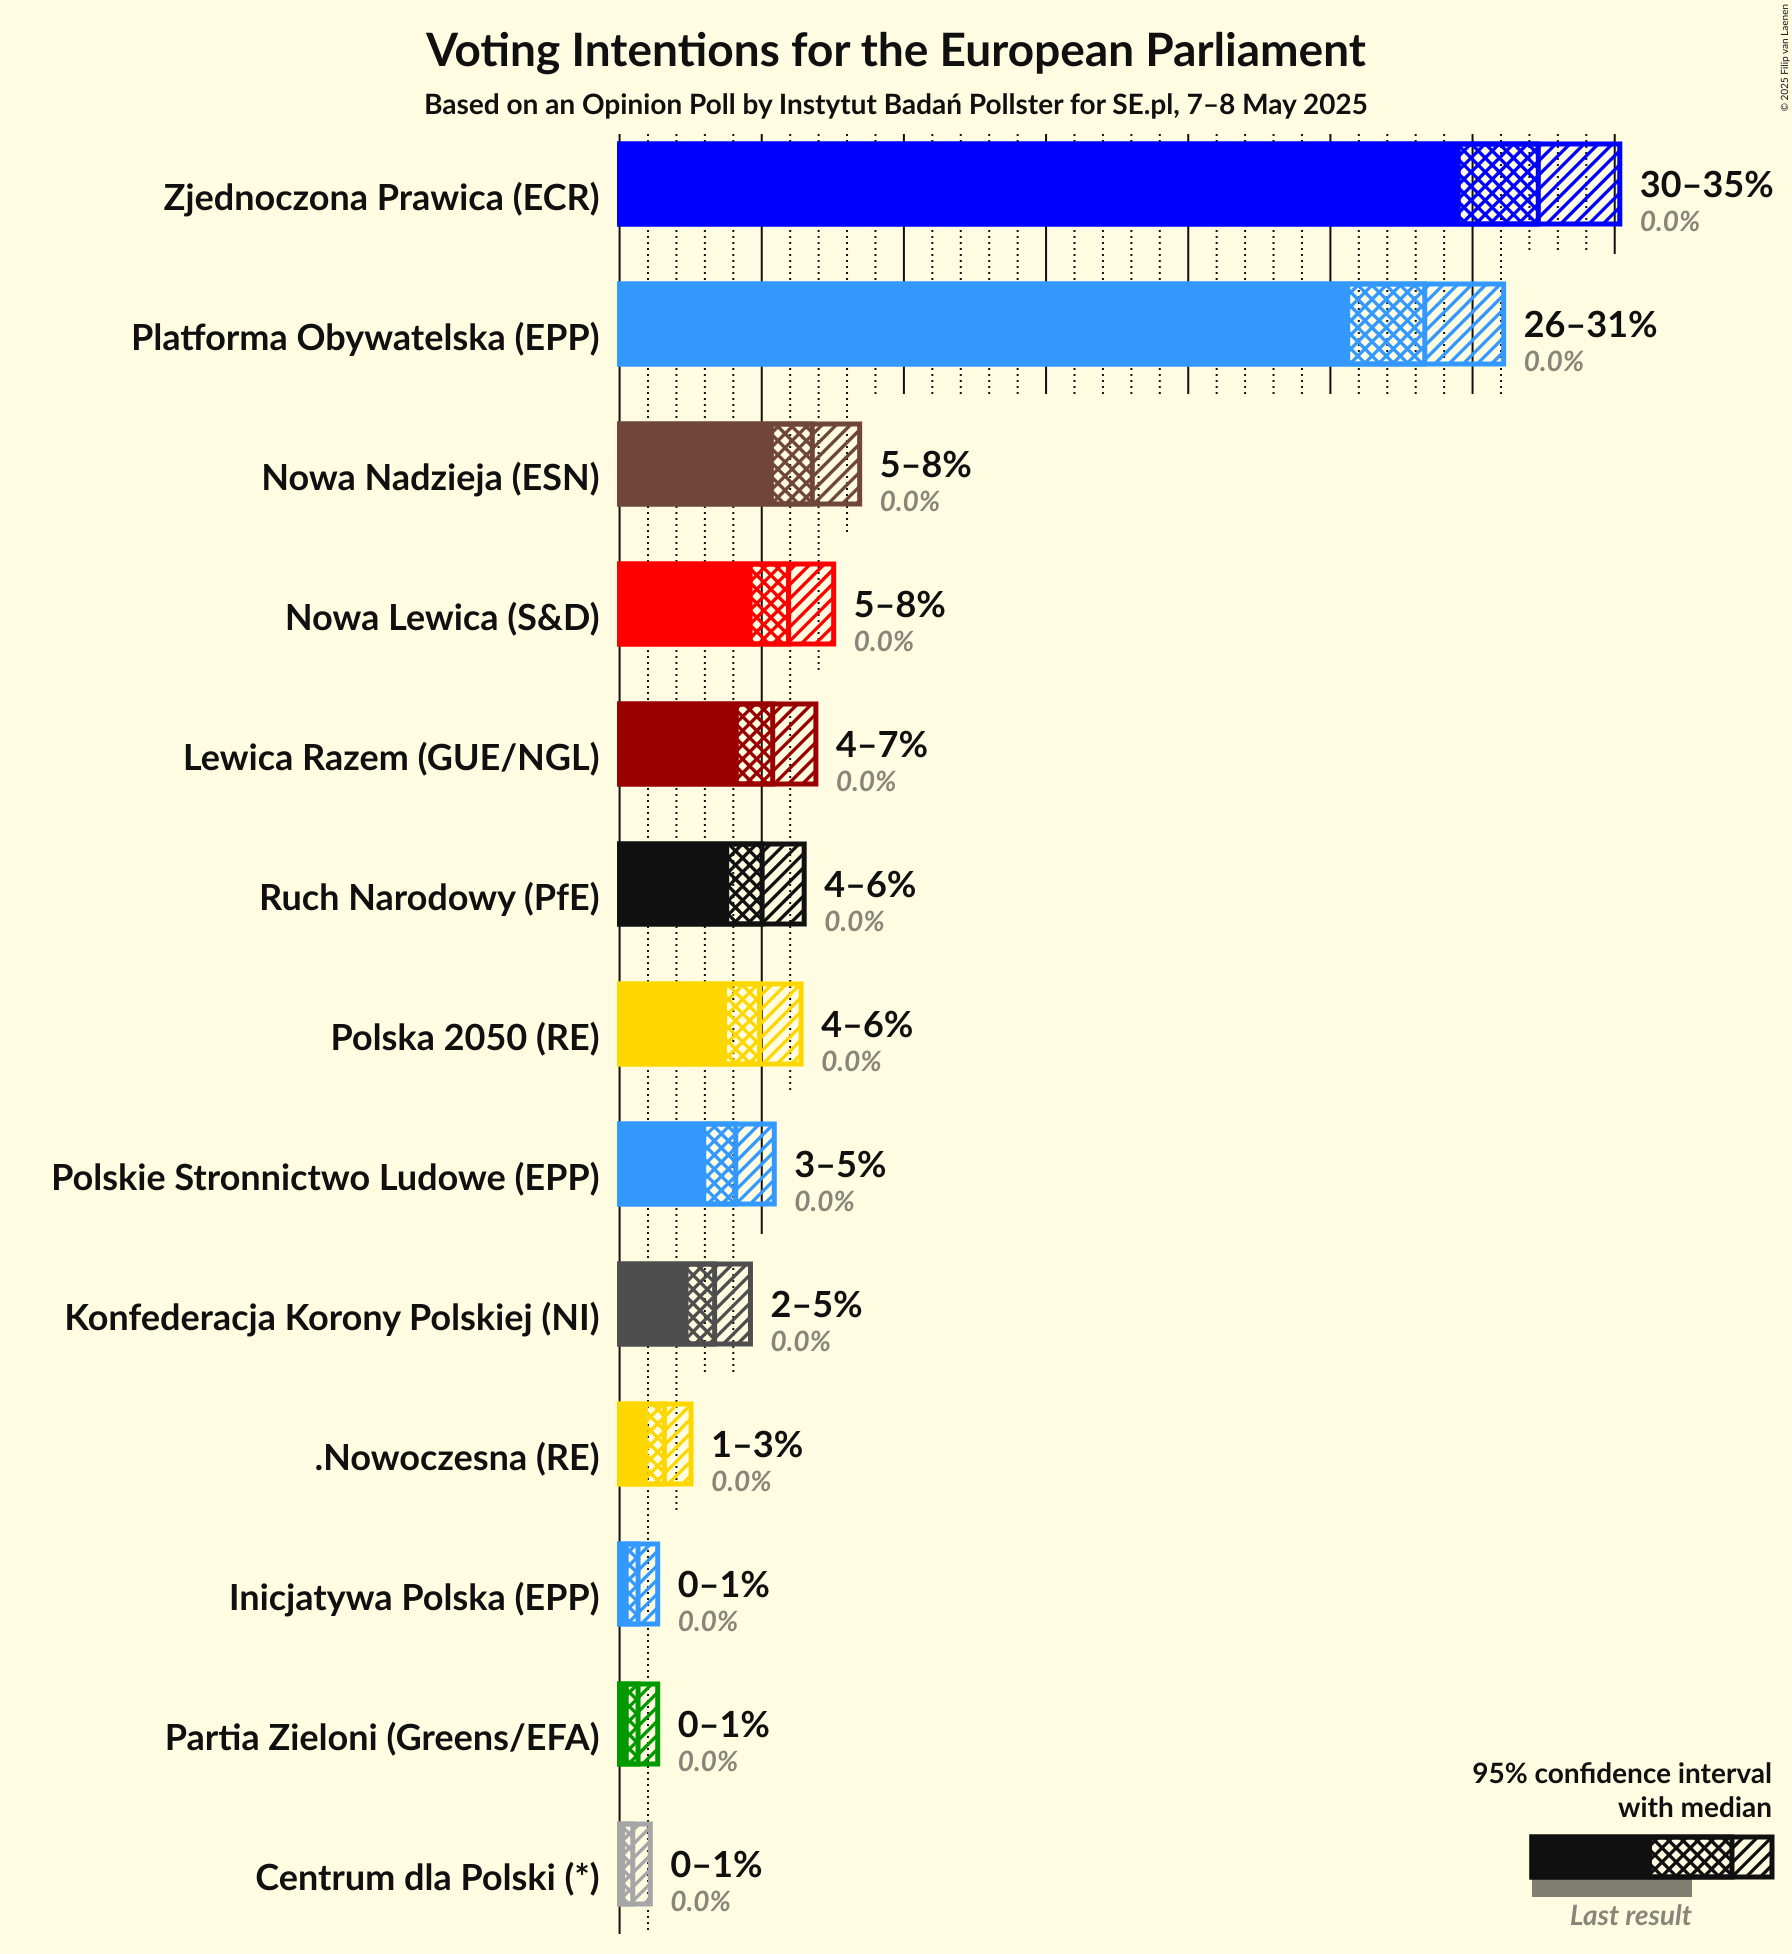 Voting Intentions for the European Parliament
Based on an Opinion Poll by Instytut Badań Pollster for SE.pl, 7–8 May 2025
© 2025 Filip van Laenen
Zjednoczona Prawica (ECR)
30–35%
0.0%
Platforma Obywatelska (EPP)
26–31%
0.0%
Nowa Nadzieja (ESN)
5–8%
0.0%
Nowa Lewica (S&D)
5–8%
0.0%
Lewica Razem (GUE/NGL)
4–7%
0.0%
Ruch Narodowy (PfE)
4–6%
0.0%
Polska 2050 (RE)
4–6%
0.0%
Polskie Stronnictwo Ludowe (EPP)
3–5%
0.0%
Konfederacja Korony Polskiej (NI)
2–5%
0.0%
.Nowoczesna (RE)
1–3%
0.0%
Inicjatywa Polska (EPP)
0–1%
0.0%
Partia Zieloni (Greens/EFA)
0–1%
0.0%
Centrum dla Polski (*)
0–1%
0.0%
95% confidence interval
with median
Last result